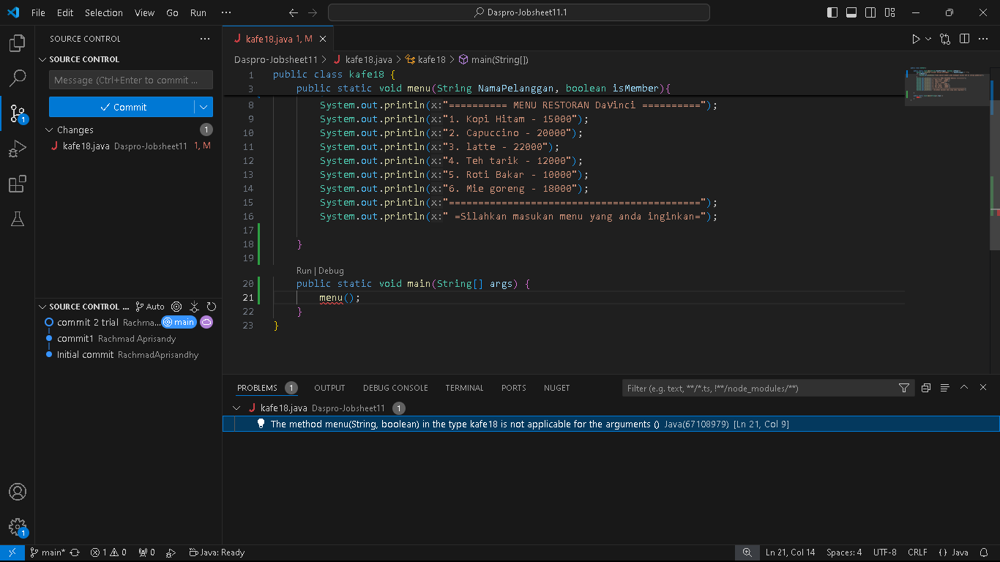 File Edit Selection View Go Run ··· Daspro-Jobsheet11.1
SOURCE CONTROL ···
SOURCE CONTROL
Message (Ctrl+Enter to commit ...
Commit
Changes 1
kafe18.java Daspro-Jobsheet11 1, M
SOURCE CONTROL ... Auto
commit 2 trial Rachma... main
commit1 Rachmad Aprisandy
Initial commit RachmadAprisandhy
1
1
kafe18.java 1, M
Daspro-Jobsheet11 > kafe18.java > kafe18 > main(String[])
1 public class kafe18 {
3 public static void menu(String NamaPelanggan, boolean isMember){
8 System.out.println(x:"========== MENU RESTORAN DaVinci ==========");
9 System.out.println(x:"1. Kopi Hitam - 15000");
10 System.out.println(x:"2. Capuccino - 20000");
11 System.out.println(x:"3. latte - 22000");
12 System.out.println(x:"4. Teh tarik - 12000");
13 System.out.println(x:"5. Roti Bakar - 10000");
14 System.out.println(x:"6. Mie goreng - 18000");
15 System.out.println(x:"===========================================");
16 System.out.println(x:" =Silahkan masukan menu yang anda inginkan=");
17
18 }
19
Run | Debug
20 public static void main(String[] args) {
21 menu();
22 }
23 }
PROBLEMS 1 OUTPUT DEBUG CONSOLE TERMINAL PORTS NUGET Filter (e.g. text, **/*.ts, !**/node_modules/**)
kafe18.java Daspro-Jobsheet11 1
The method menu(String, boolean) in the type kafe18 is not applicable for the arguments () Java(67108979) [Ln 21, Col 9]
main* 1 0 0 Java: Ready Ln 21, Col 14 Spaces: 4 UTF-8 CRLF {} Java